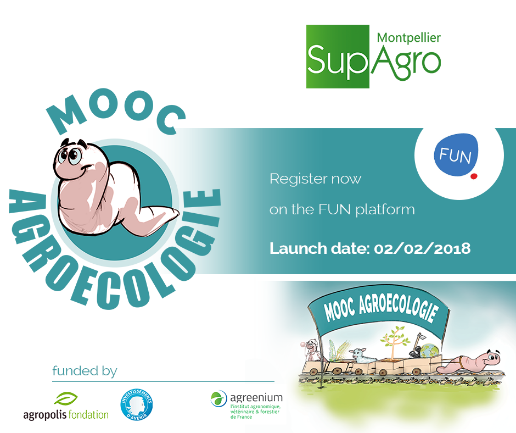 Montpellier
SupAgro
MOOC
AGROECOLOGIE
FUN
Register now
on the FUN platform
Launch date: 02/02/2018
MOOC AGROECOLOGIE
funded by
agropolis fondation
agreenium
l'institut agronomique,
vétérinaire & forestier
de France